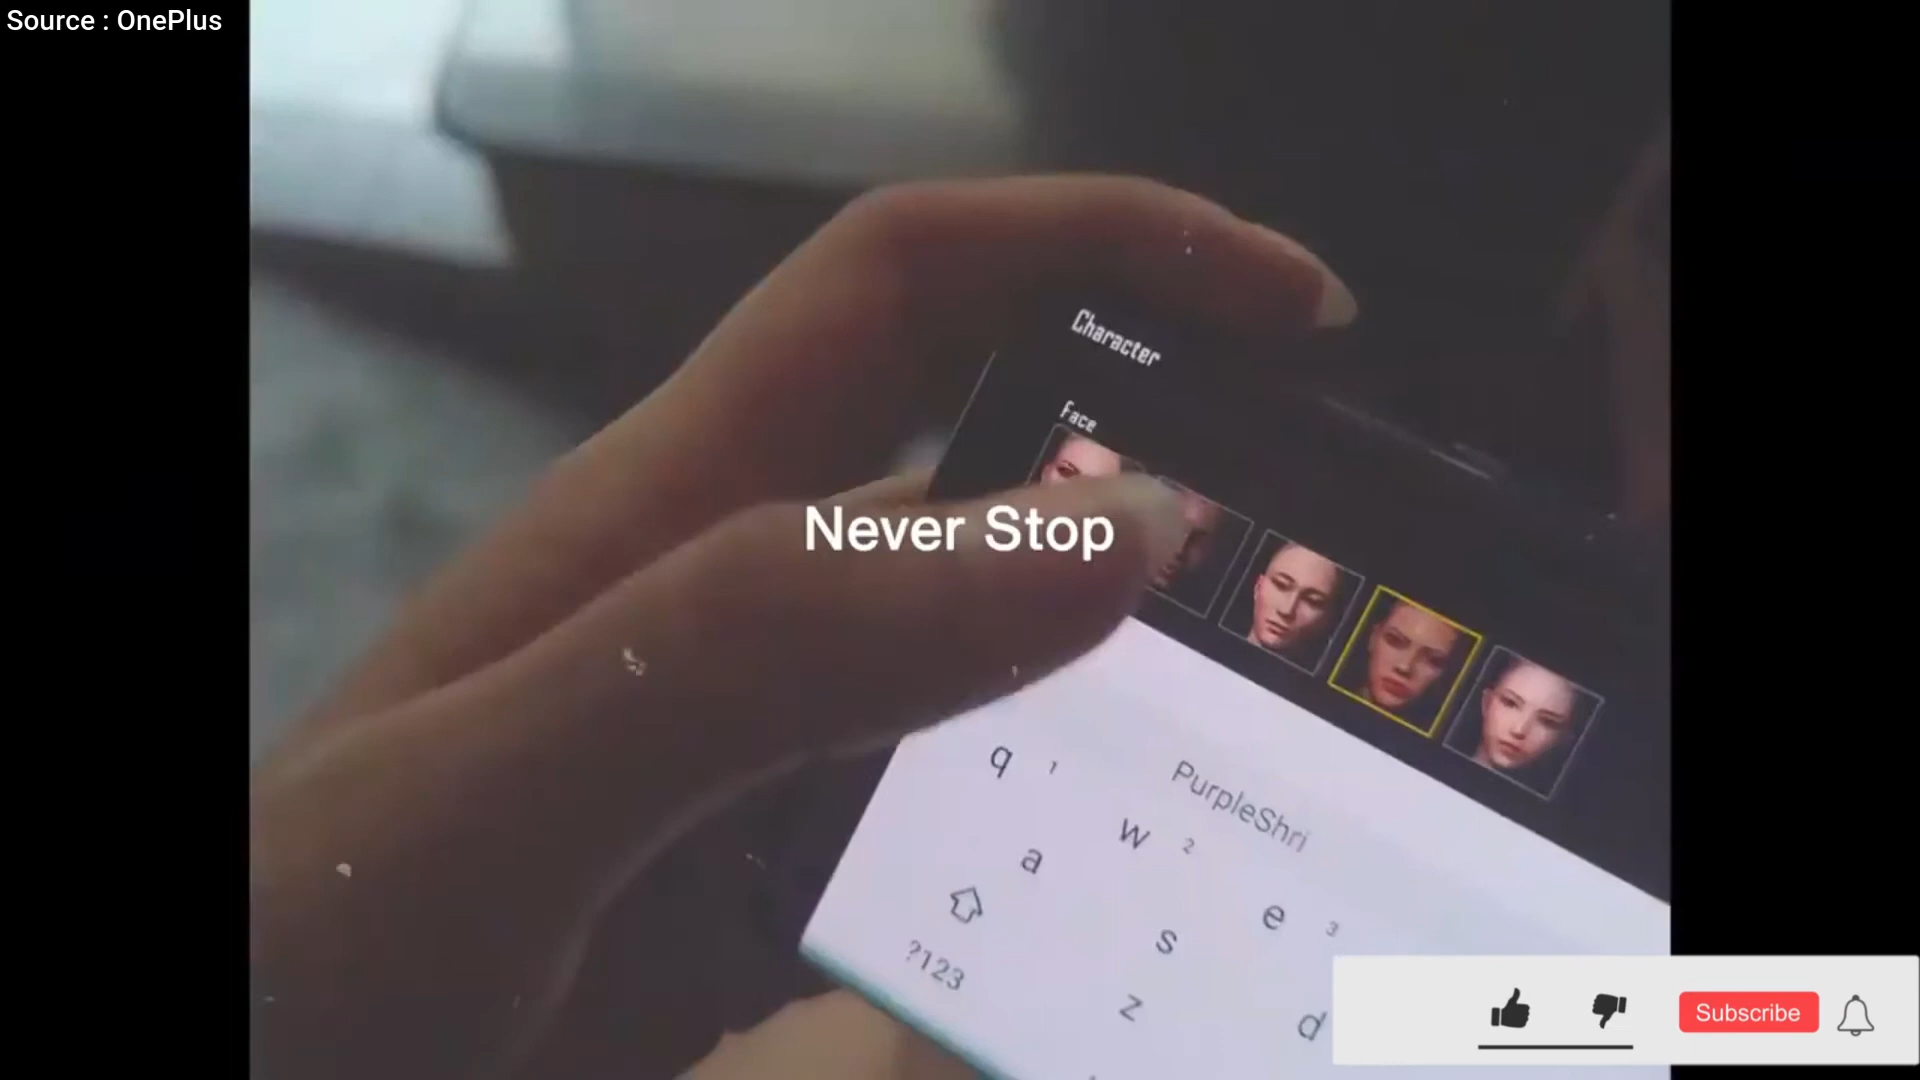 Source : OnePlus
Character
Face
Never Stop
PurpleShri
q 1
w 2
e 3
a
s
d
z
?123
Subscribe